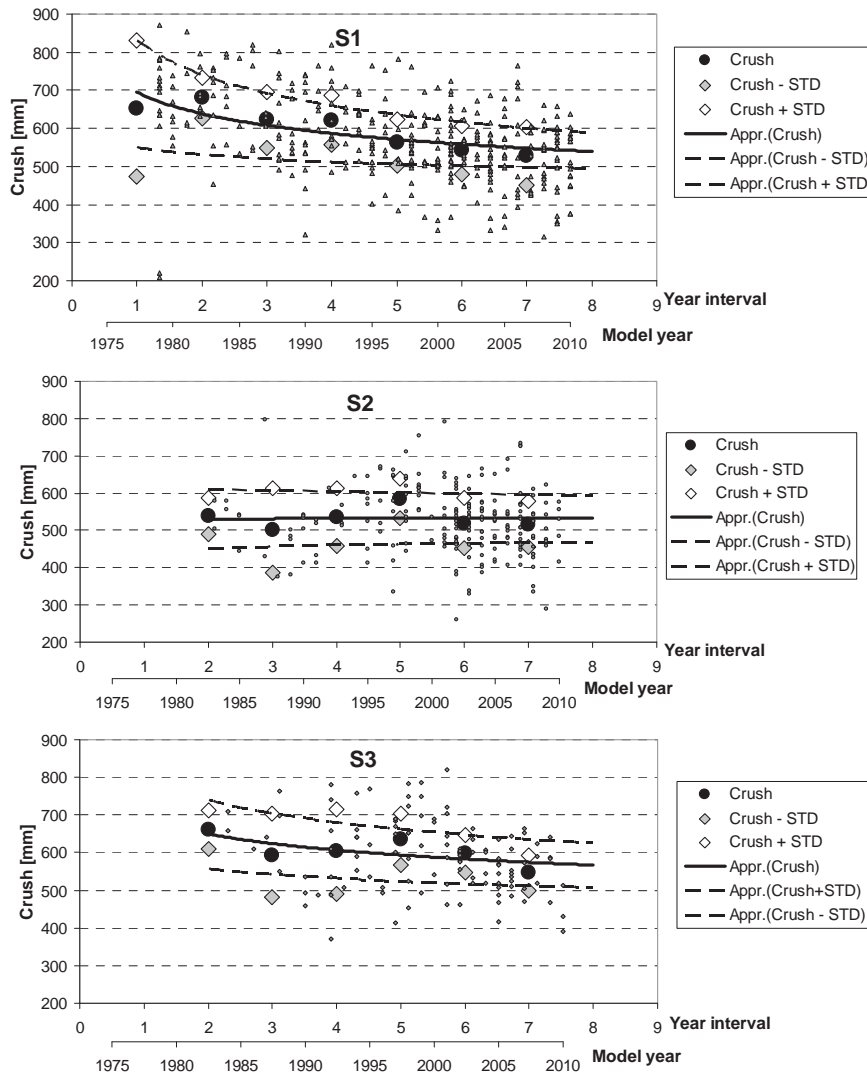 900
S1
800
700
600
500
400
300
200
Crush [mm]
0 1 2 3 4 5 6 7 8 9
Year interval
1975 1980 1985 1990 1995 2000 2005 2010
Model year
Crush
Crush - STD
Crush + STD
Appr.(Crush)
Appr.(Crush - STD)
Appr.(Crush + STD)
900
S2
800
700
600
500
400
300
200
Crush [mm]
0 1 2 3 4 5 6 7 8 9
Year interval
1975 1980 1985 1990 1995 2000 2005 2010
Model year
Crush
Crush - STD
Crush + STD
Appr.(Crush)
Appr.(Crush - STD)
Appr.(Crush + STD)
900
S3
800
700
600
500
400
300
200
Crush [mm]
0 1 2 3 4 5 6 7 8 9
Year interval
1975 1980 1985 1990 1995 2000 2005 2010
Model year
Crush
Crush - STD
Crush + STD
Appr.(Crush)
Appr.(Crush+STD)
Appr.(Crush - STD)